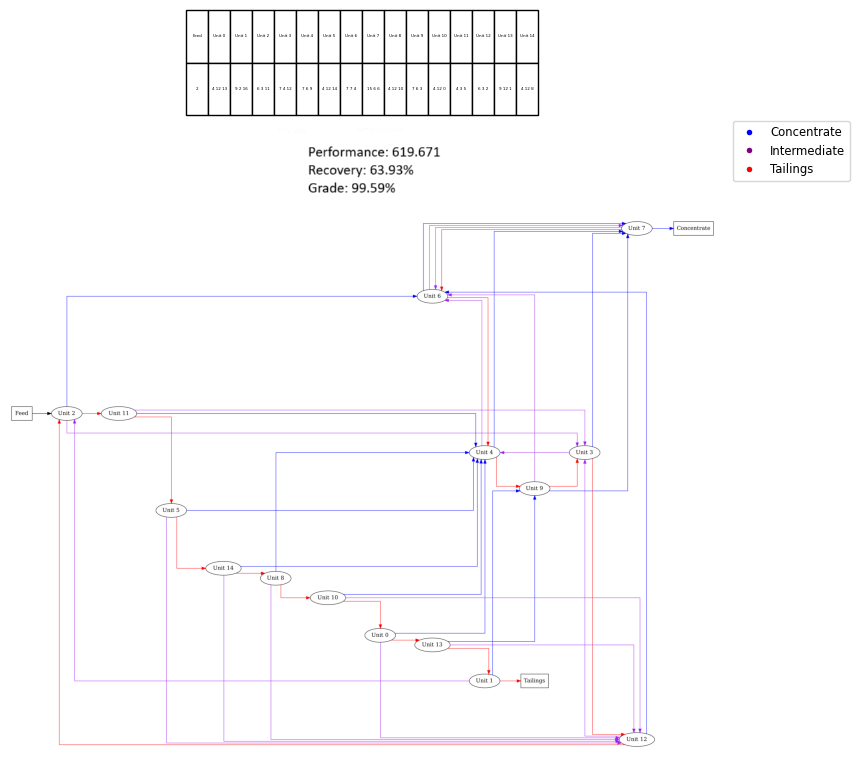 Feed Unit 0 Unit 1 Unit 2 Unit 3 Unit 4 Unit 5 Unit 6 Unit 7 Unit 8 Unit 9 Unit 10 Unit 11 Unit 12 Unit 13 Unit 14
2 4 12 13 9 2 16 6 3 11 7 4 12 7 6 9 4 12 14 7 7 4 15 6 6 4 12 10 7 6 3 4 12 0 4 3 5 6 3 2 9 12 1 4 12 8
Concentrate
Intermediate
Tailings
Performance: 619.671
Recovery: 63.93%
Grade: 99.59%
Unit 7
Concentrate
Unit 6
Feed
Unit 2
Unit 11
Unit 4
Unit 3
Unit 9
Unit 5
Unit 14
Unit 8
Unit 10
Unit 0
Unit 13
Unit 1
Tailings
Unit 12